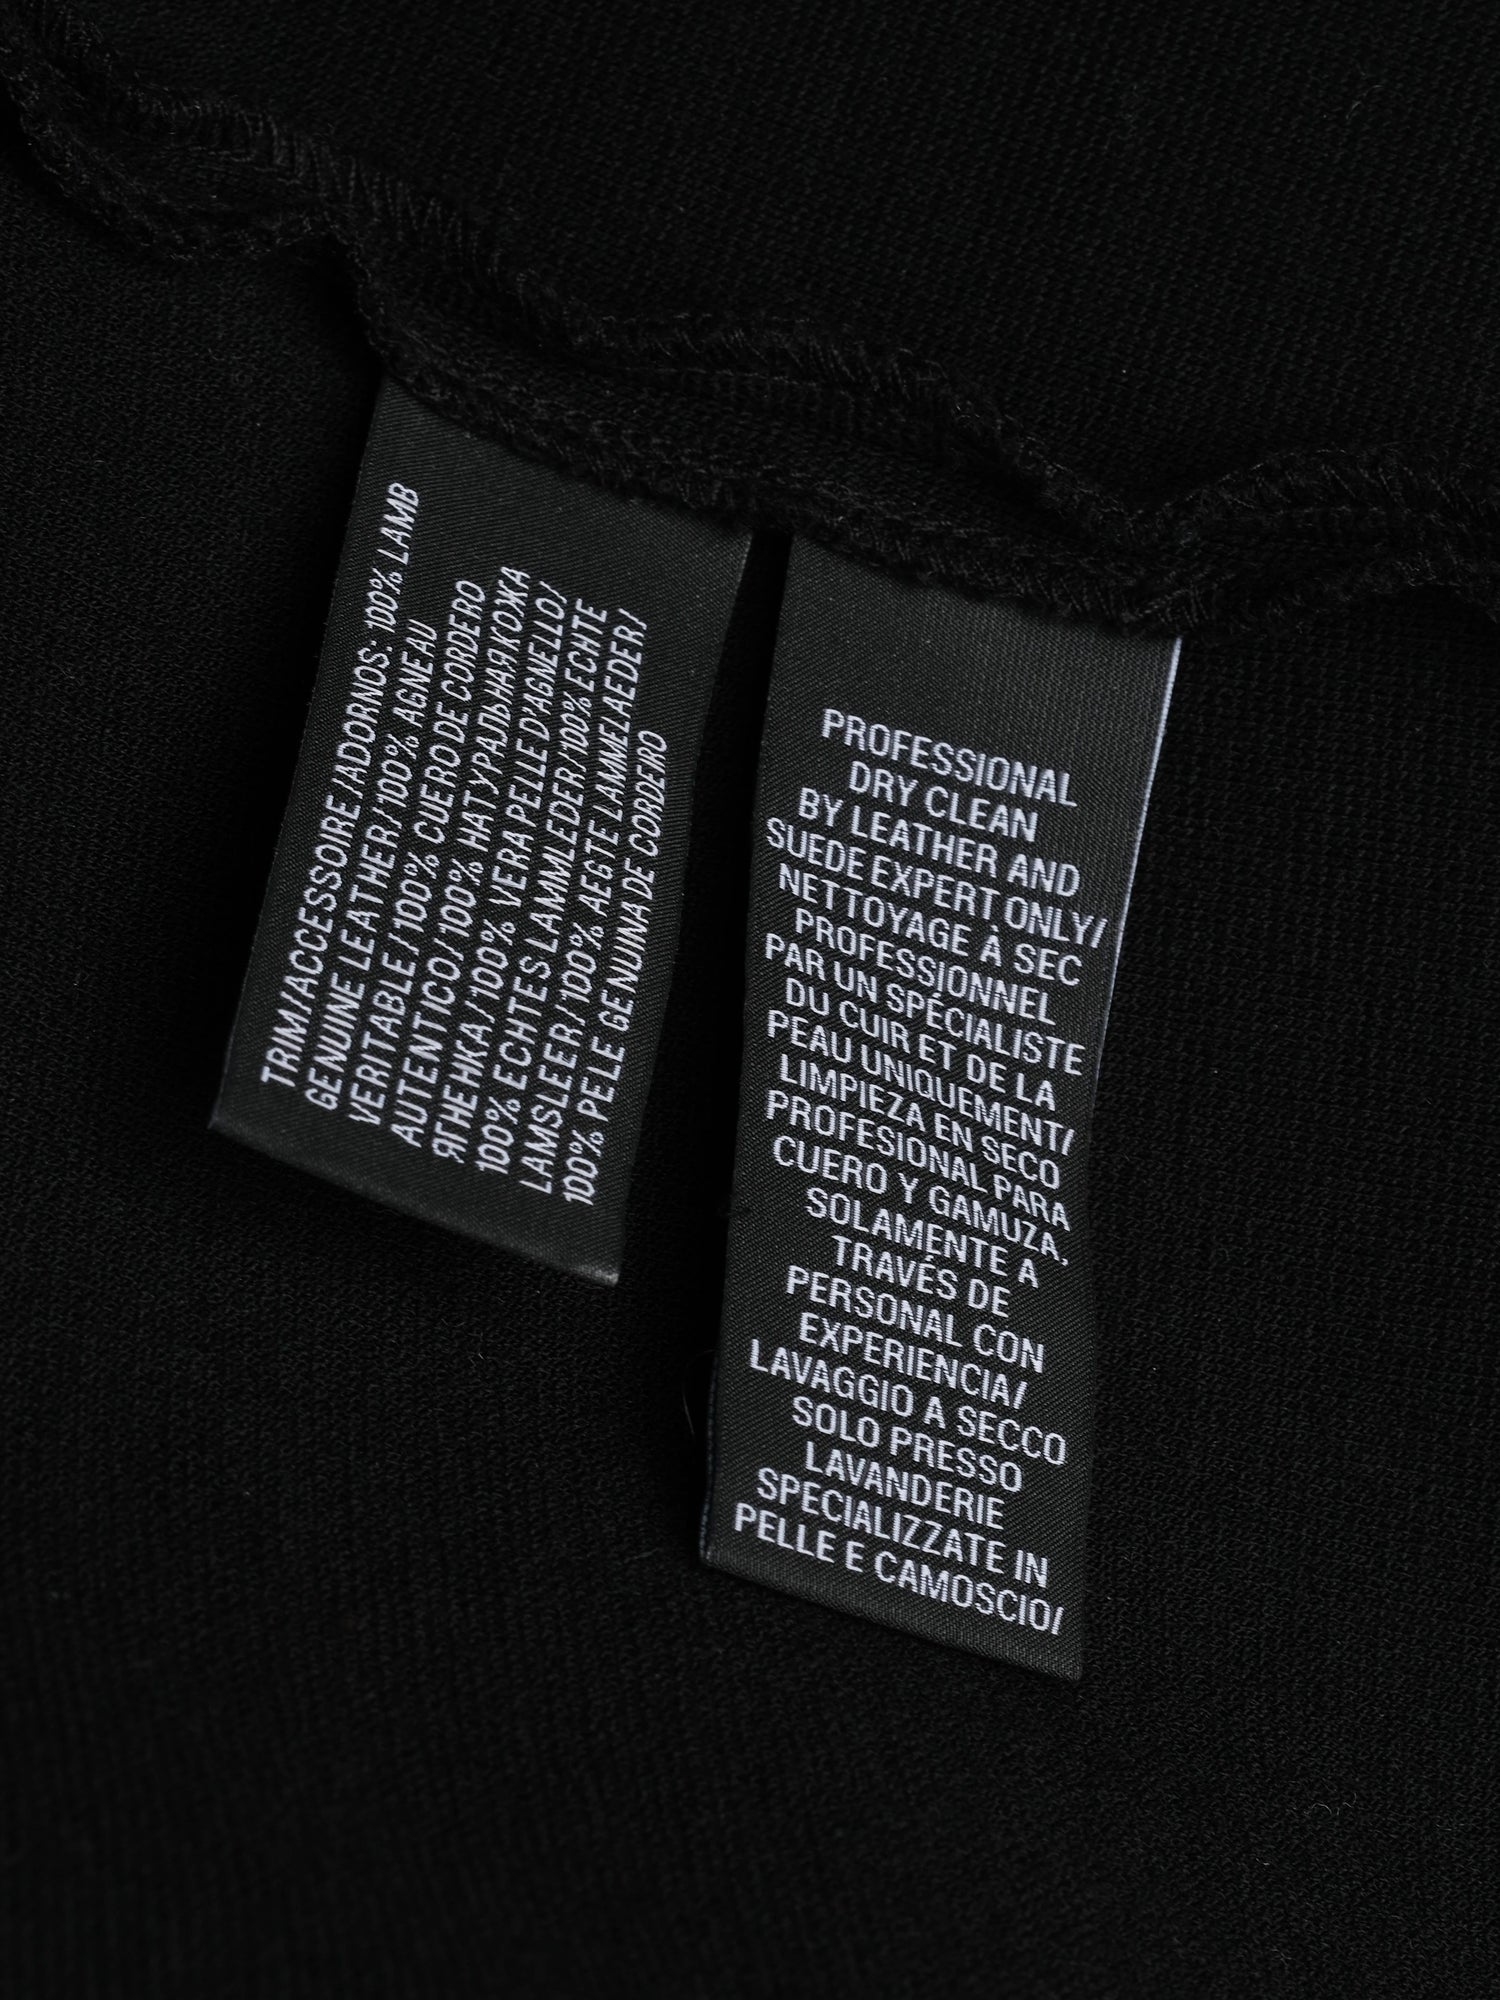 TRIM/ACCESSOIRE/ADORNOS: 100% LAMB
GENUINE LEATHER/100% AGNEAU
VERITABLE/100% CUERO DE CORDERO
AUTENTICO/100% НАТУРАЛЬНАЯ КОЖА
ЯГНЕНКА/100% VERA PELLE D'AGNELLO/
100% ECHTES LAMMLEDER/100% ECHTE
LAMSLEER/100% AEGTE LAMMELAEDER/
100% PELE GENUINA DE CORDEIRO
PROFESSIONAL
DRY CLEAN
BY LEATHER AND
SUEDE EXPERT ONLY/
NETTOYAGE À SEC
PROFESSIONNEL
PAR UN SPÉCIALISTE
DU CUIR ET DE LA
PEAU UNIQUEMENT/
LIMPIEZA EN SECO
PROFESIONAL PARA
CUERO Y GAMUZA,
SOLAMENTE A
TRAVÉS DE
PERSONAL CON
EXPERIENCIA/
LAVAGGIO A SECCO
SOLO PRESSO
LAVANDERIE
SPECIALIZZATE IN
PELLE E CAMOSCIO/